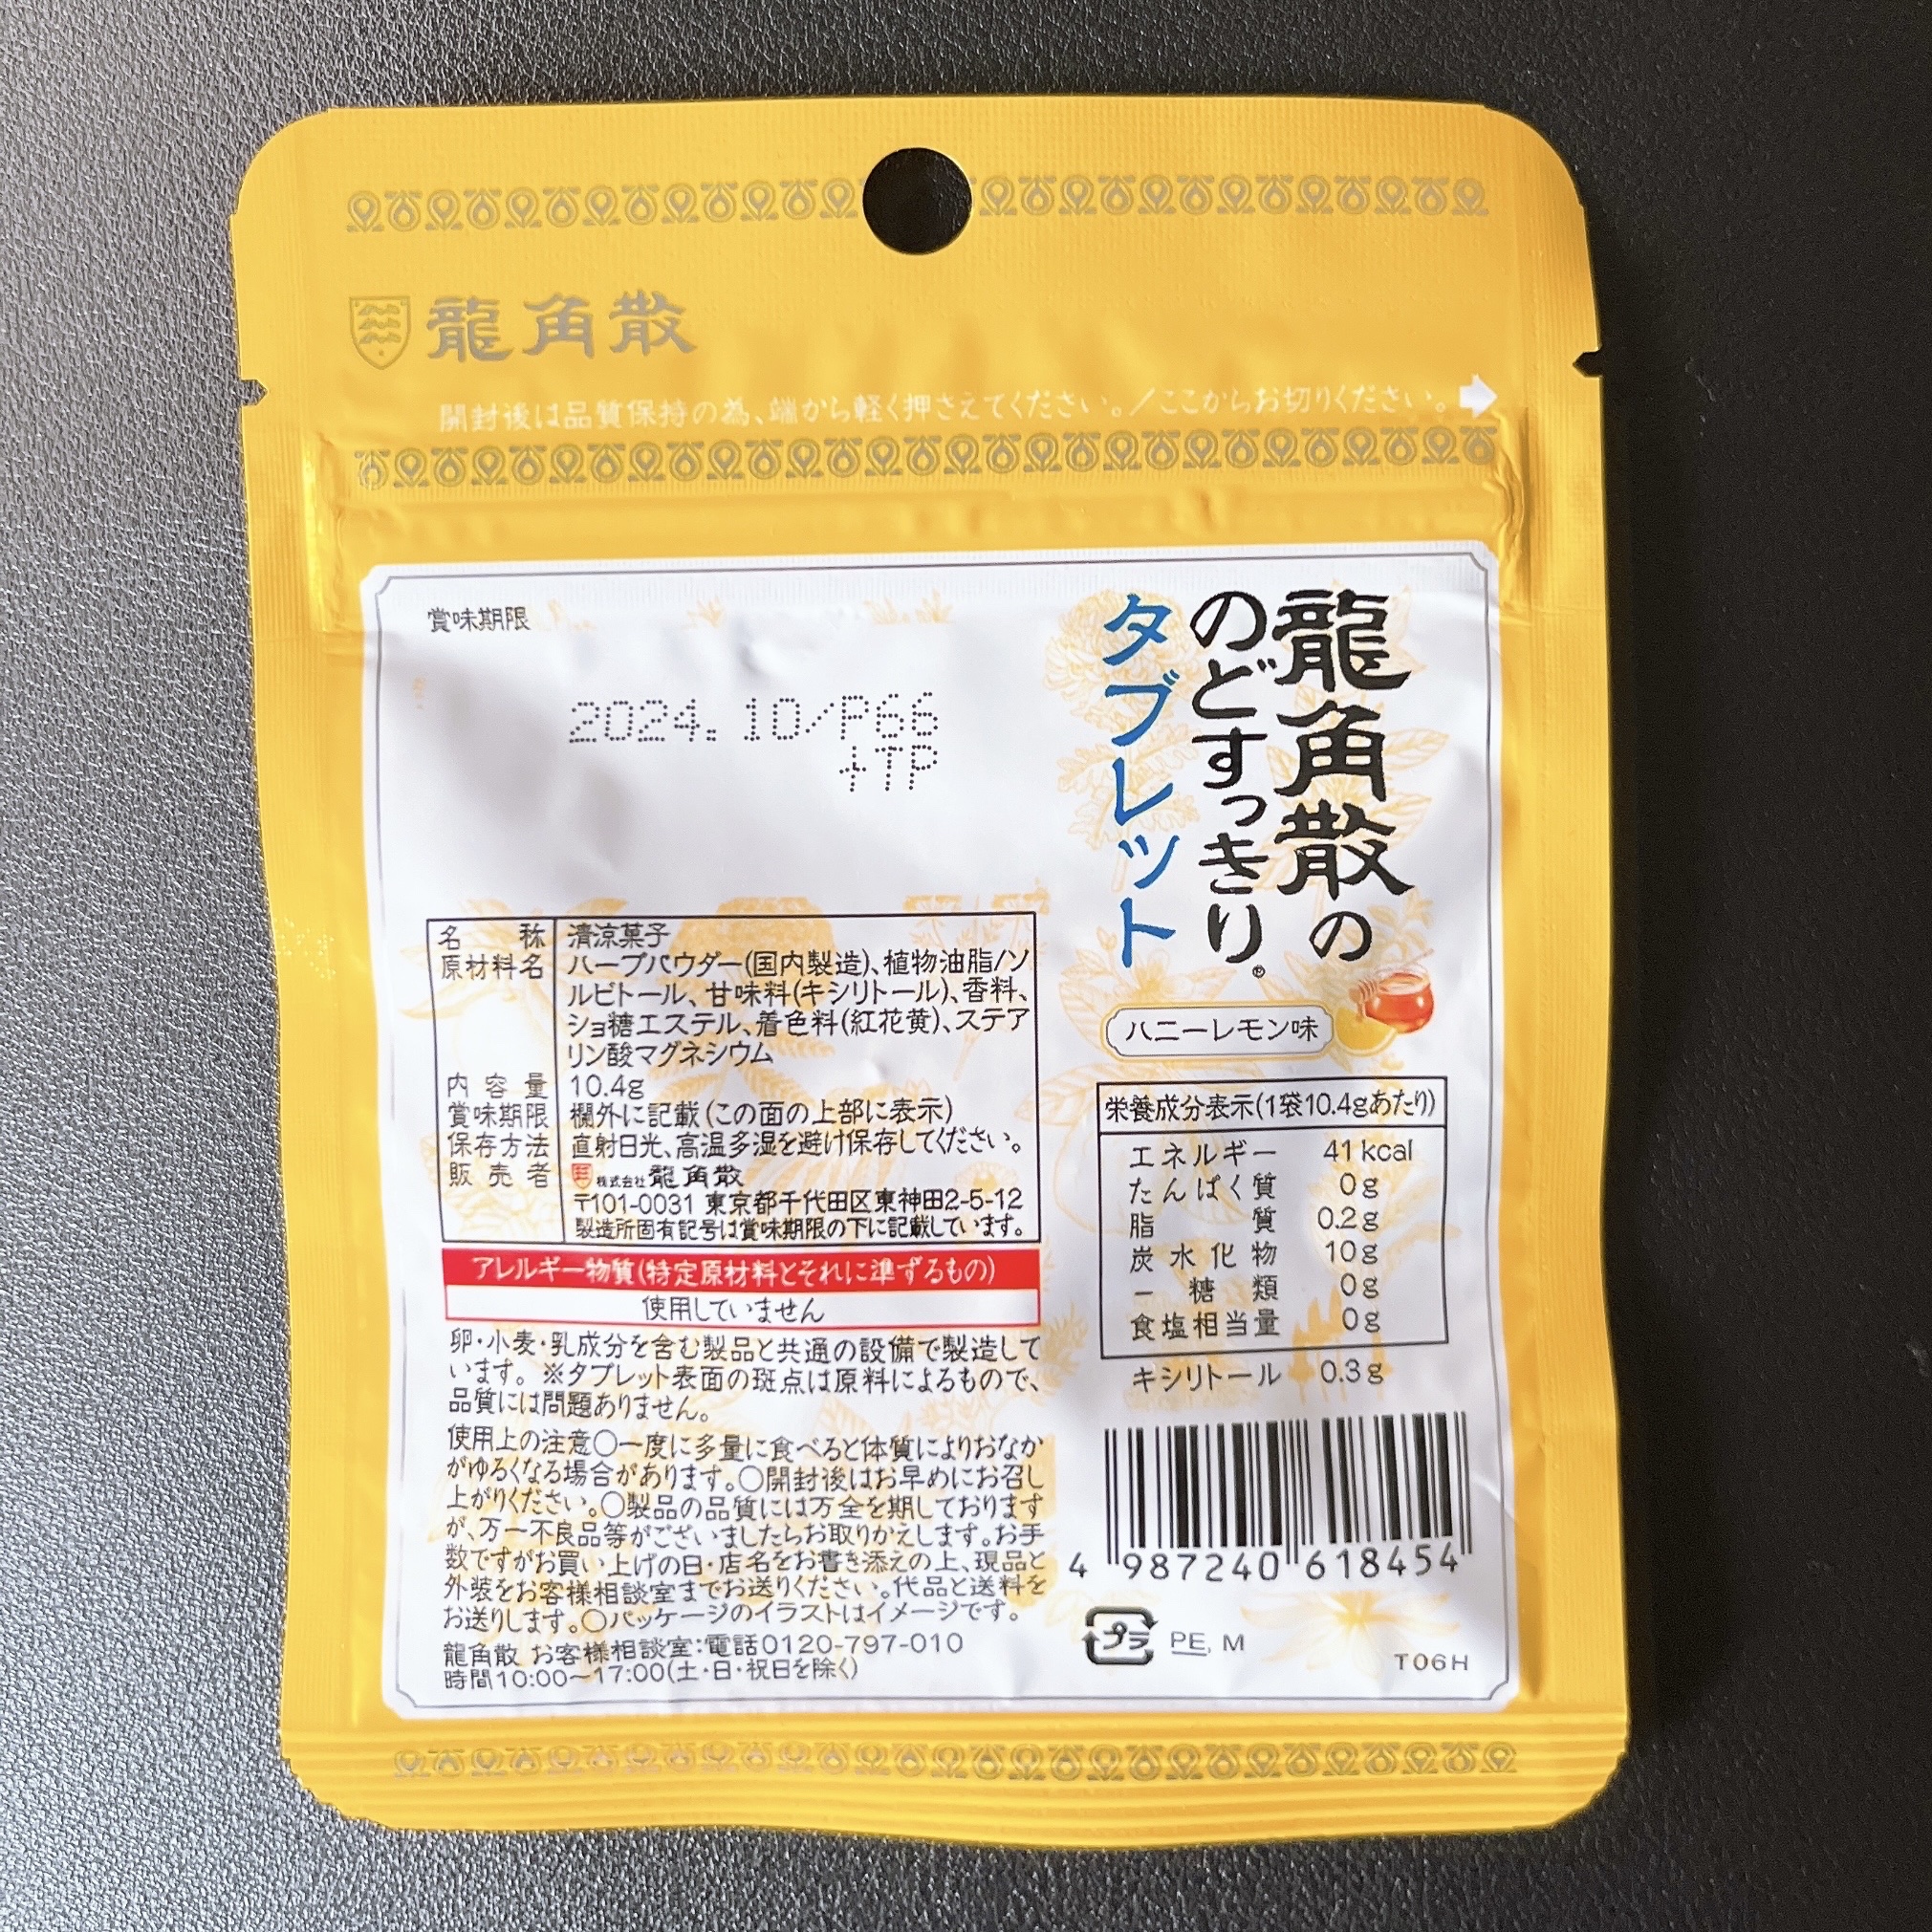 龍角散
開封後は品質保持の為、端から軽く押さえてください。/ここからお切りください。
賞味期限
2024. 10/P66
+TP
龍角散の
のどすっきり®
タブレット
ハニーレモン味
名称 清涼菓子
原材料名 ハーブパウダー(国内製造)、植物油脂/ソ
ルビトール、甘味料(キシリトール)、香料、
ショ糖エステル、着色料(紅花黄)、ステア
リン酸マグネシウム
内容量 10.4g
賞味期限 欄外に記載(この面の上部に表示)
保存方法 直射日光、高温多湿を避け保存してください。
販売者 株式会社龍角散
〒101-0031 東京都千代田区東神田2-5-12
製造所固有記号は賞味期限の下に記載しています。
アレルギー物質(特定原材料とそれに準ずるもの)
使用していません
卵・小麦・乳成分を含む製品と共通の設備で製造して
います。※タブレット表面の斑点は原料によるもので、
品質には問題ありません。
使用上の注意○一度に多量に食べると体質によりおなか
がゆるくなる場合があります。○開封後はお早めにお召し
上がりください。○製品の品質には万全を期しております
が、万一不良品等がございましたらお取りかえします。お手
数ですがお買い上げの日・店名をお書き添えの上、現品と
外装をお客様相談室までお送りください。代品と送料を
お送りします。○パッケージのイラストはイメージです。
龍角散 お客様相談室:電話0120-797-010
時間10:00〜17:00(土・日・祝日を除く)
栄養成分表示(1袋10.4gあたり)
エネルギー 41kcal
たんぱく質 0g
脂質 0.2g
炭水化物 10g
－糖類 0g
食塩相当量 0g
キシリトール 0.3g
4 987240 618454
プラ PE, M
T06H